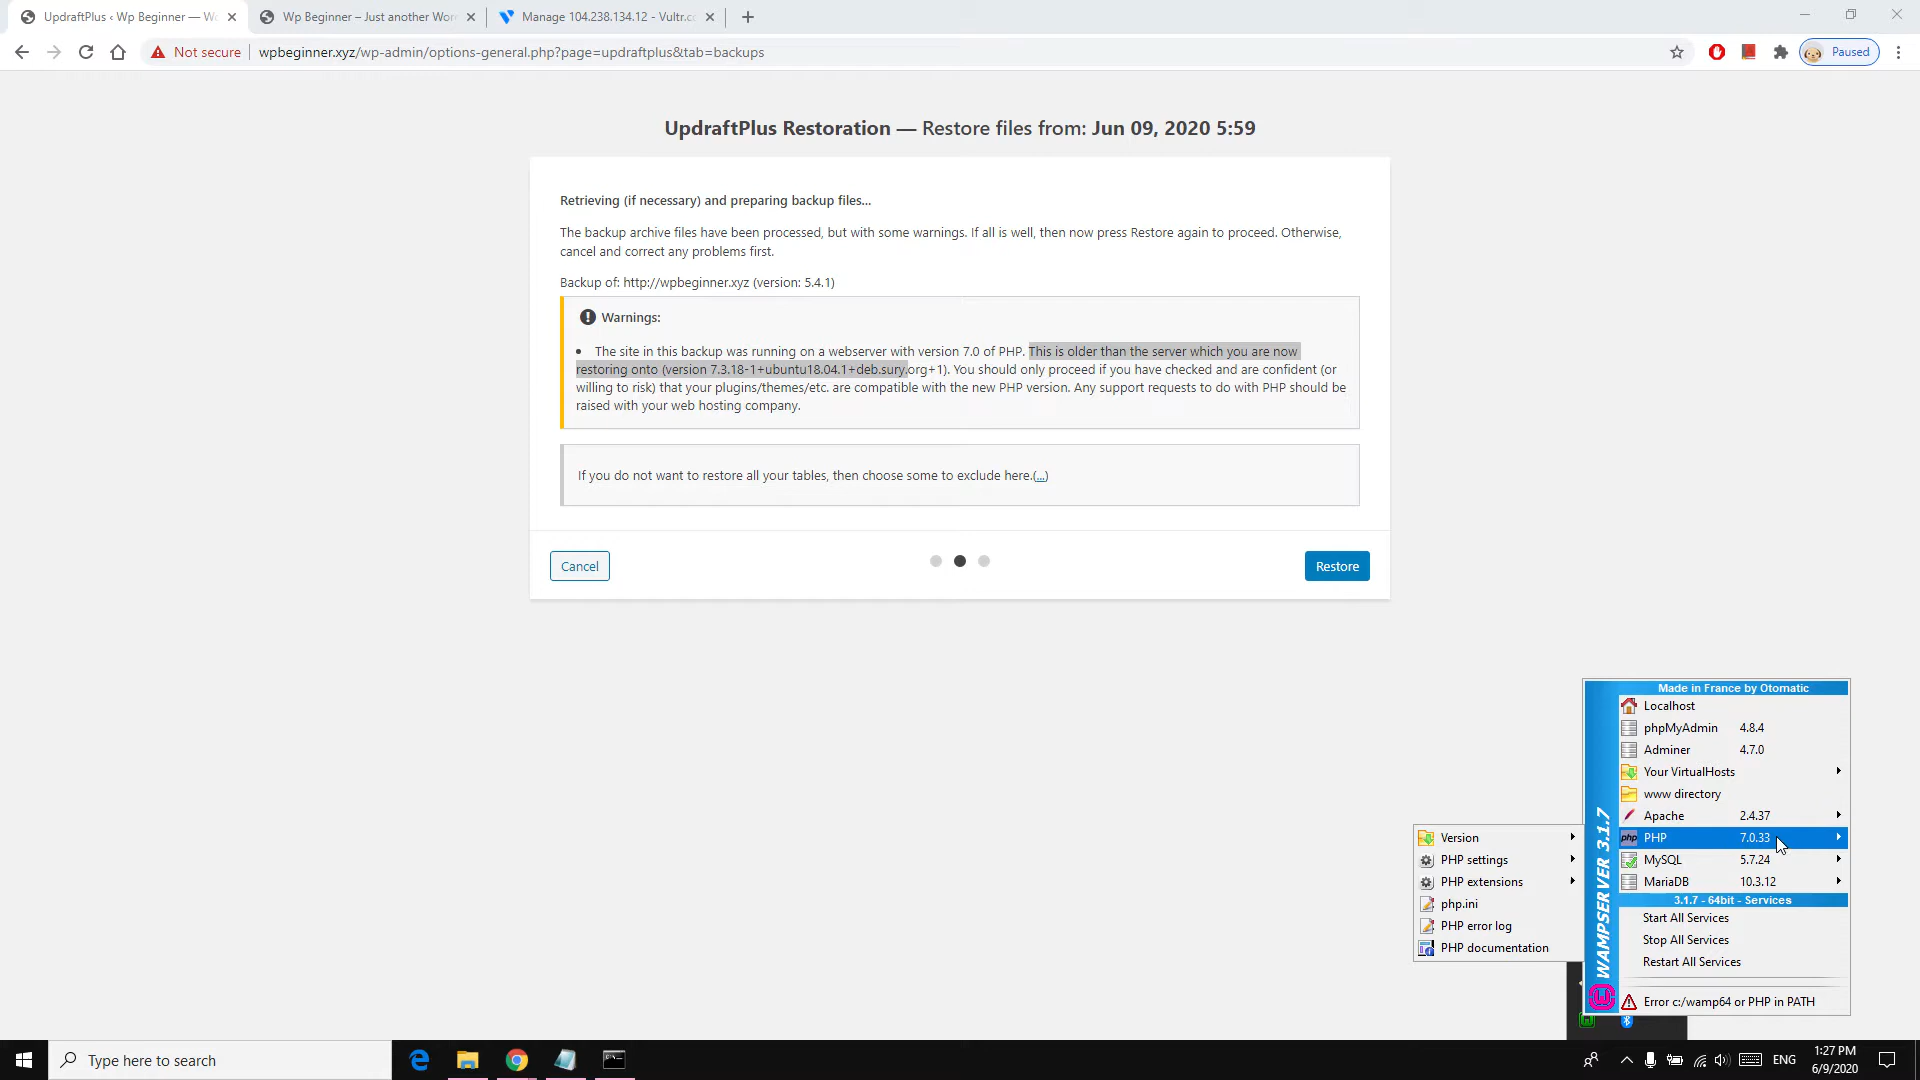 UpdraftPlus ‹ Wp Beginner — Wo
Wp Beginner – Just another Wor
Manage 104.238.134.12 - Vultr.c
Not secure
wpbeginner.xyz/wp-admin/options-general.php?page=updraftplus&tab=backups
Paused
UpdraftPlus Restoration — Restore files from: Jun 09, 2020 5:59
Retrieving (if necessary) and preparing backup files...
The backup archive files have been processed, but with some warnings. If all is well, then now press Restore again to proceed. Otherwise,
cancel and correct any problems first.
Backup of: http://wpbeginner.xyz (version: 5.4.1)
Warnings:
The site in this backup was running on a webserver with version 7.0 of PHP. This is older than the server which you are now
restoring onto (version 7.3.18-1+ubuntu18.04.1+deb.sury.org+1). You should only proceed if you have checked and are confident (or
willing to risk) that your plugins/themes/etc. are compatible with the new PHP version. Any support requests to do with PHP should be
raised with your web hosting company.
If you do not want to restore all your tables, then choose some to exclude here.(...)
Cancel
Restore
Made in France by Otomatic
Localhost
phpMyAdmin 4.8.4
Adminer 4.7.0
Your VirtualHosts
www directory
Apache 2.4.37
php PHP 7.0.33
MySQL 5.7.24
MariaDB 10.3.12
3.1.7 - 64bit - Services
Start All Services
Stop All Services
Restart All Services
Error c:/wamp64 or PHP in PATH
WAMPSERVER 3.1.7
Version
PHP settings
PHP extensions
php.ini
PHP error log
PHP documentation
Type here to search
ENG
1:27 PM
6/9/2020